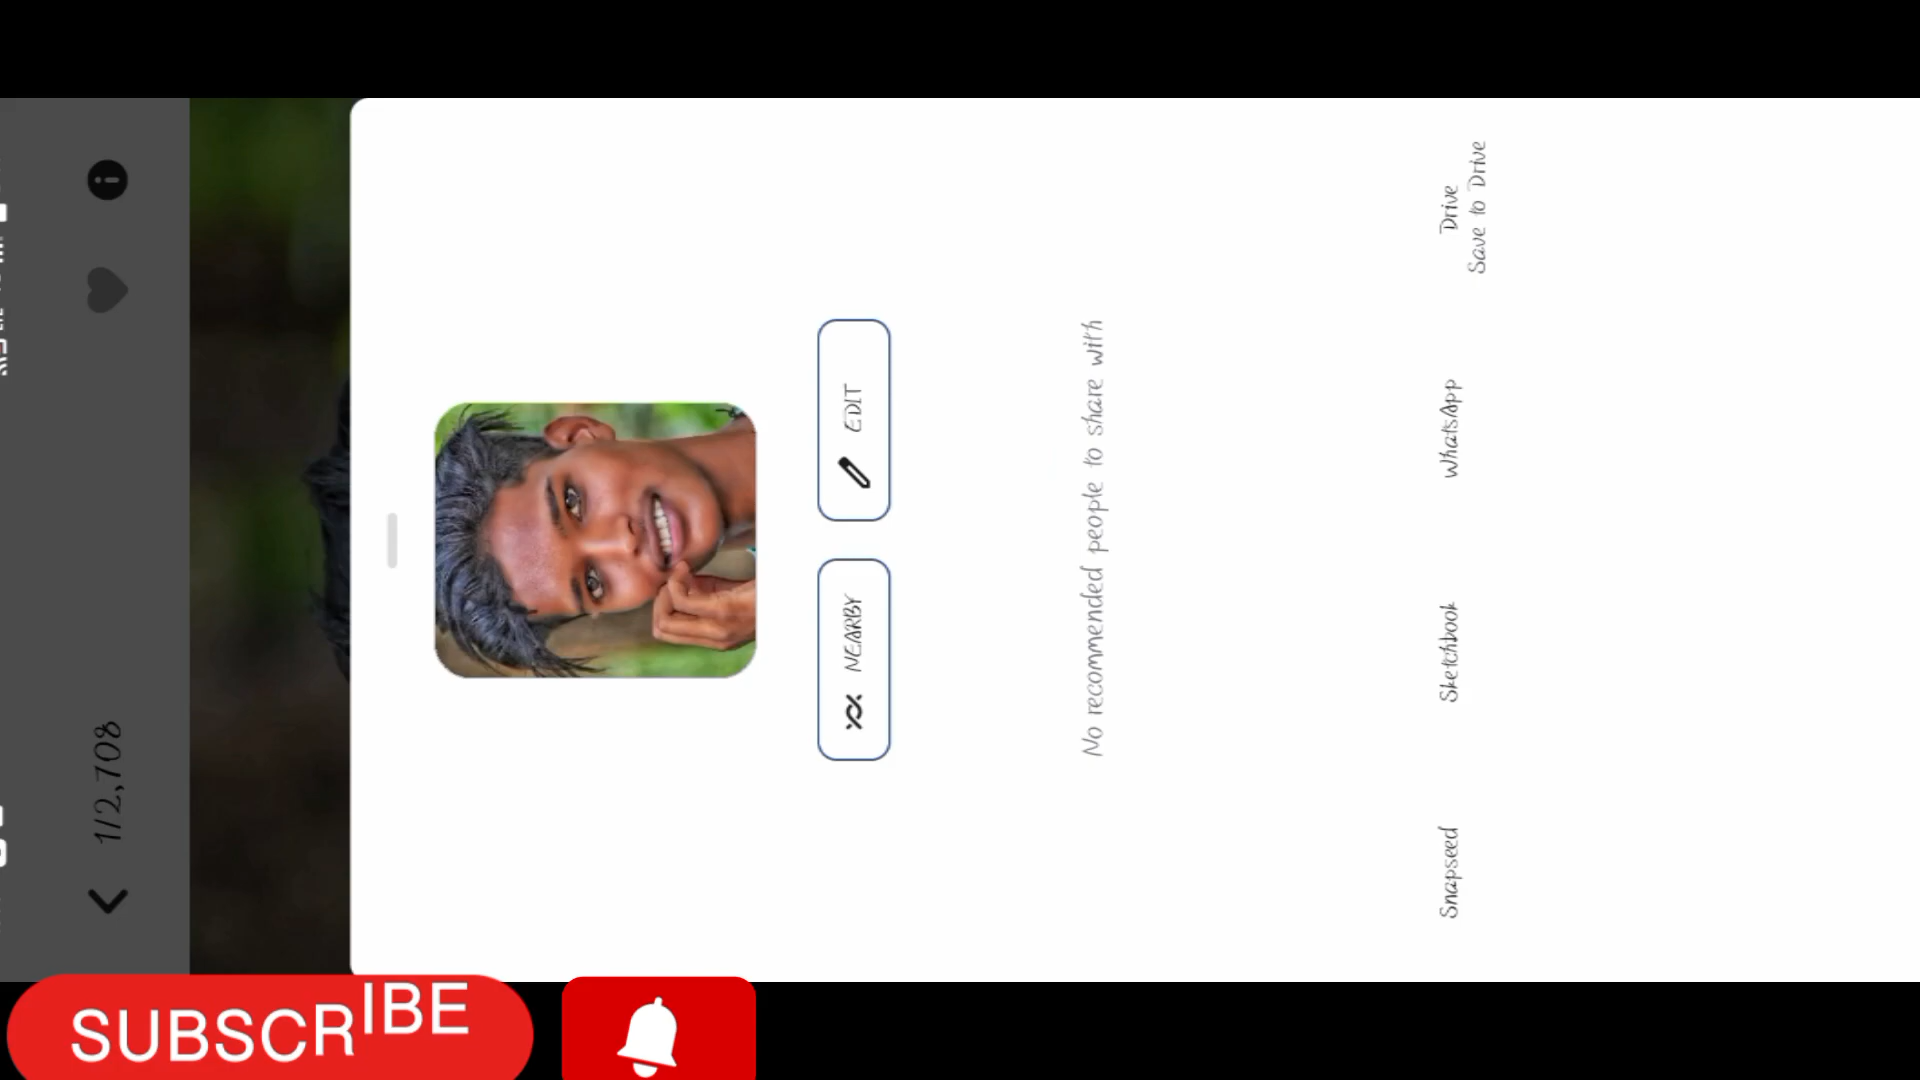 1/2,708
NEARBY
EDIT
No recommended people to share with
Snapseed
Sketchbook
WhatsApp
Drive
Save to Drive
SUBSCRIBE